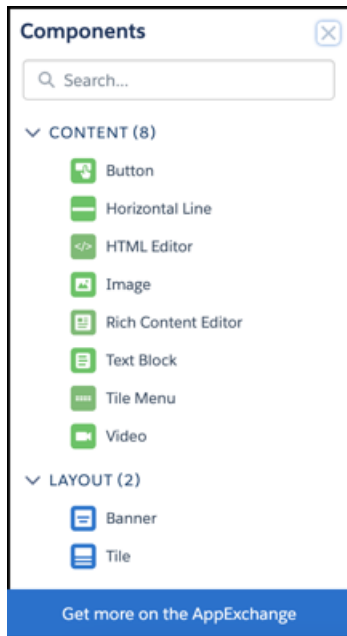 Components
Search...
CONTENT (8)
Button
Horizontal Line
</>
HTML Editor
Image
Rich Content Editor
Text Block
Tile Menu
Video
LAYOUT (2)
Banner
Tile
Get more on the AppExchange